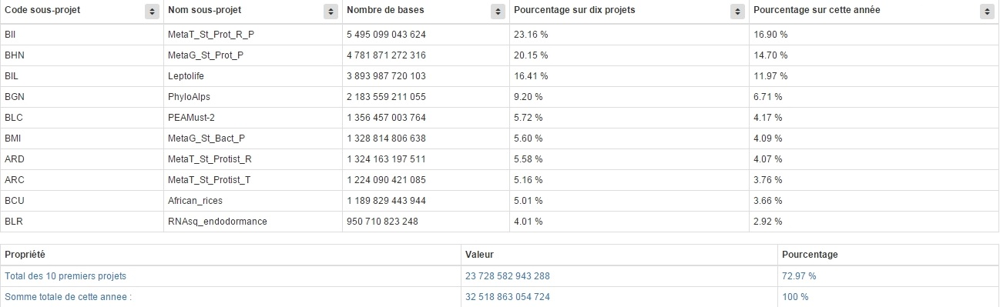 Code sous-projet Nom sous-projet Nombre de bases Pourcentage sur dix projets Pourcentage sur cette année
BII MetaT_St_Prot_R_P 5 495 099 043 624 23.16 % 16.90 %
BHN MetaG_St_Prot_P 4 781 871 272 316 20.15 % 14.70 %
BIL Leptolife 3 893 987 720 103 16.41 % 11.97 %
BGN PhyloAlps 2 183 559 211 055 9.20 % 6.71 %
BLC PEAMust-2 1 356 457 003 764 5.72 % 4.17 %
BMI MetaG_St_Bact_P 1 328 814 806 638 5.60 % 4.09 %
ARD MetaT_St_Protist_R 1 324 163 197 511 5.58 % 4.07 %
ARC MetaT_St_Protist_T 1 224 090 421 085 5.16 % 3.76 %
BCU African_rices 1 189 829 443 944 5.01 % 3.66 %
BLR RNAsq_endodormance 950 710 823 248 4.01 % 2.92 %
Propriété Valeur Pourcentage
Total des 10 premiers projets 23 728 582 943 288 72.97 %
Somme totale de cette annee : 32 518 863 054 724 100 %